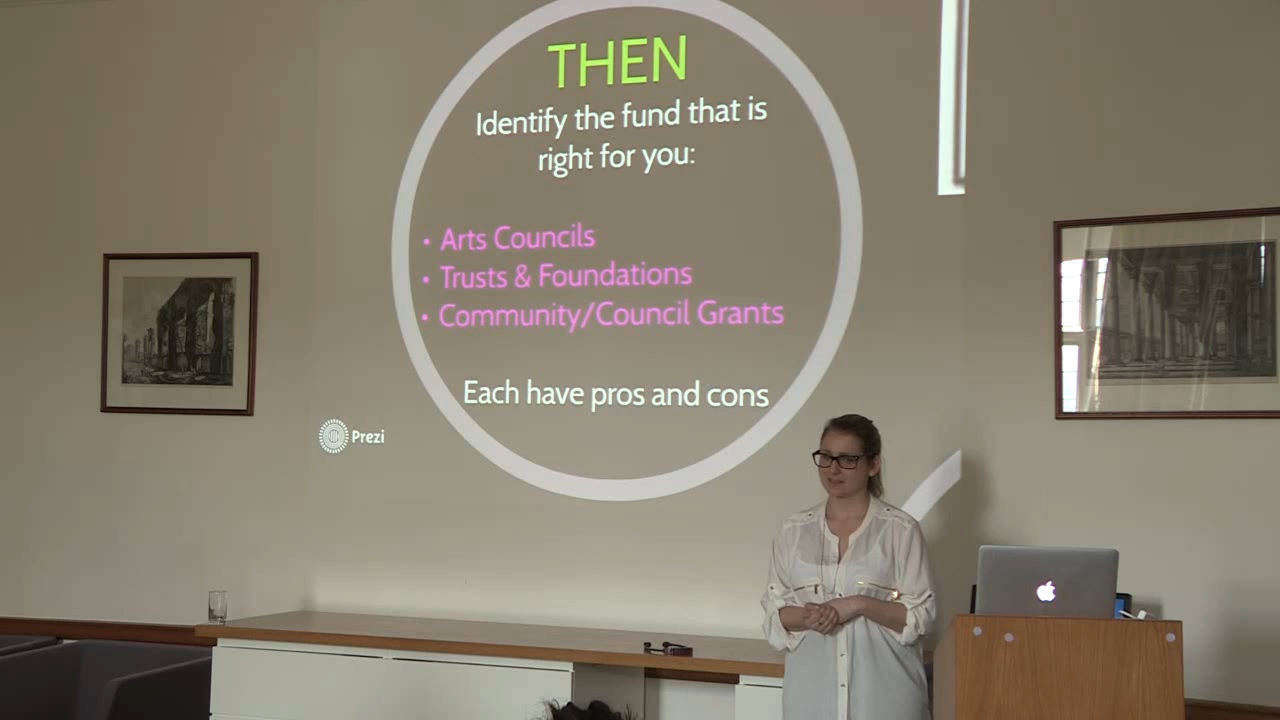 THEN
Identify the fund that is
right for you:
• Arts Councils
• Trusts & Foundations
• Community/Council Grants
Each have pros and cons
Prezi